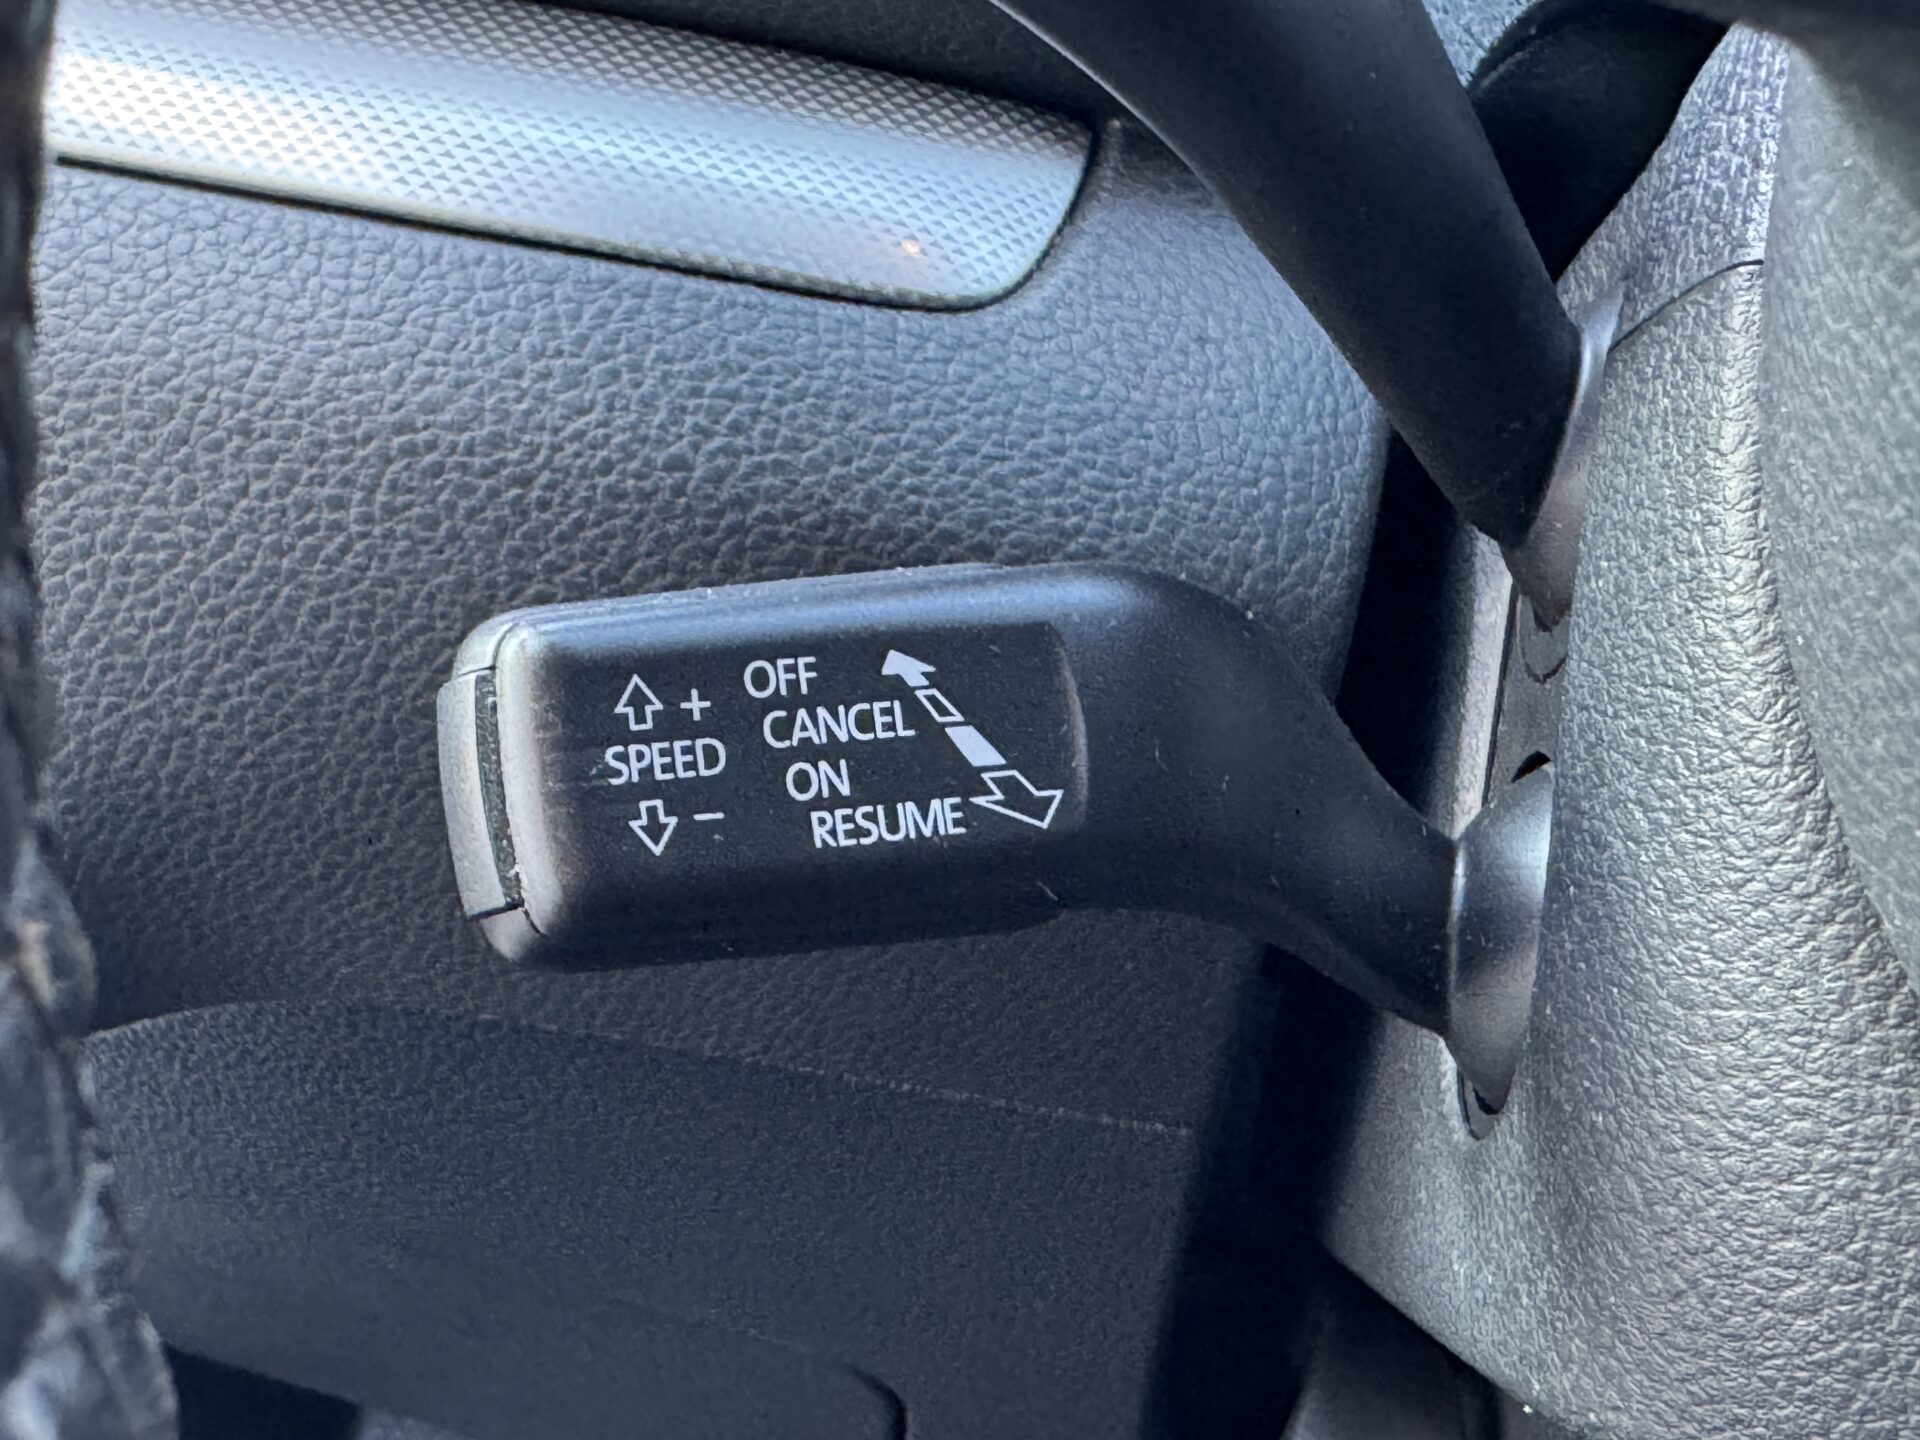 +
SPEED
−
OFF
CANCEL
ON
RESUME